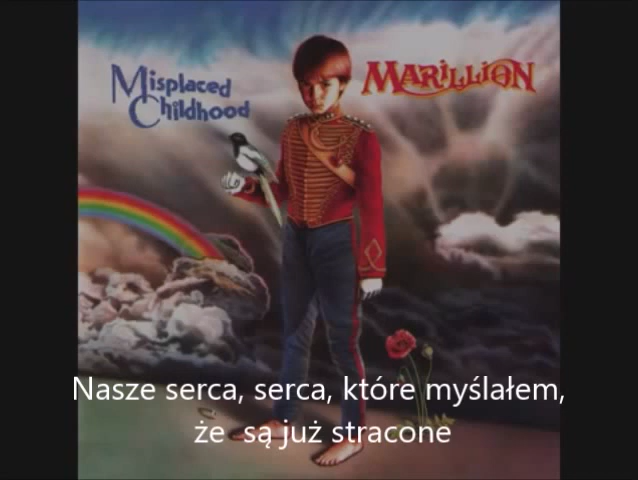 Misplaced
Childhood
MARILLION
Nasze serca, serca, które myślałem,
że  są już stracone